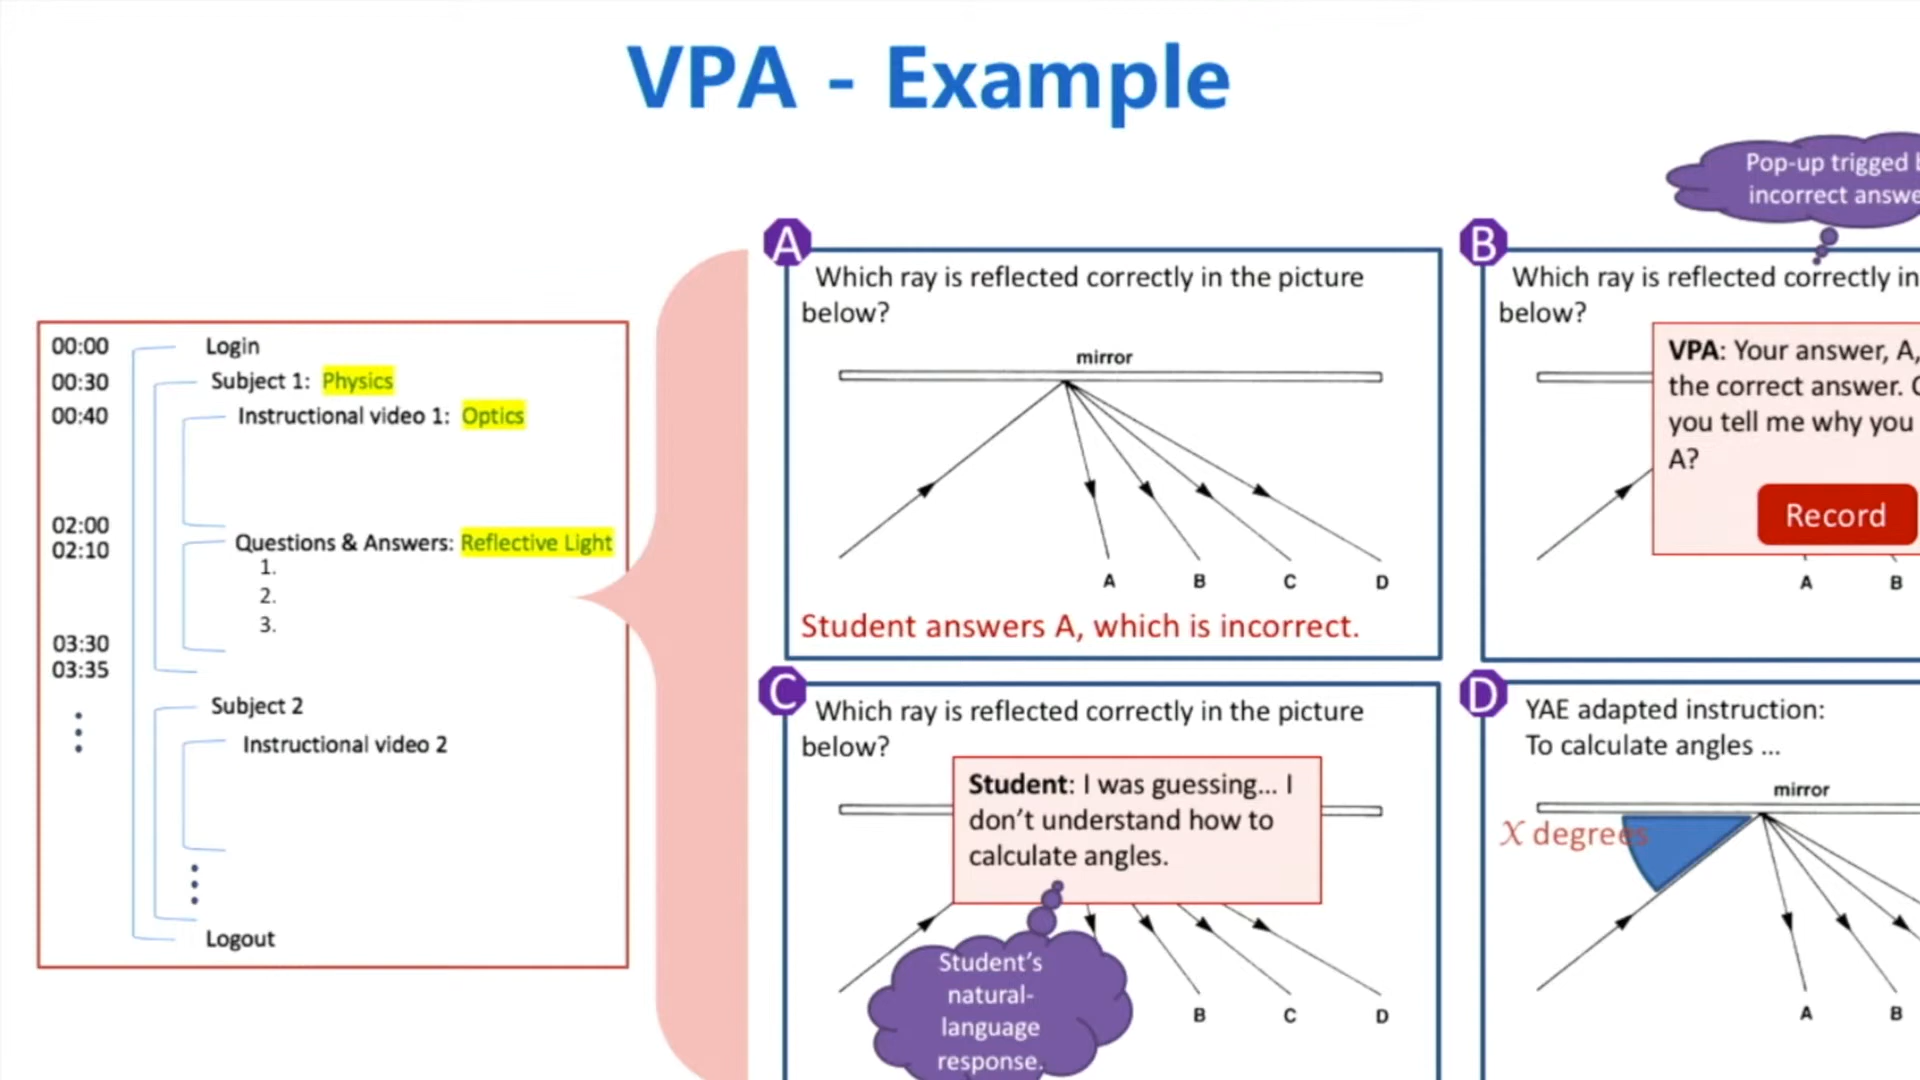 VPA - Example
00:00 Login
00:30 Subject 1: Physics
00:40 Instructional video 1: Optics
02:00
02:10 Questions & Answers: Reflective Light
1.
2.
3.
03:30
03:35
Subject 2
Instructional video 2
Logout
A
Which ray is reflected correctly in the picture
below?
mirror
A B C D
Student answers A, which is incorrect.
Pop-up trigged
incorrect
B
Which ray is reflected correctly in
below?
VPA: Your answer, A,
the correct answer.
you tell me why you
A?
Record
A B
C
Which ray is reflected correctly in the picture
below?
Student: I was guessing... I
don't understand how to
calculate angles.
Student's
natural-
language
response.
B C D
D
YAE adapted instruction:
To calculate angles ...
mirror
X degrees
A B